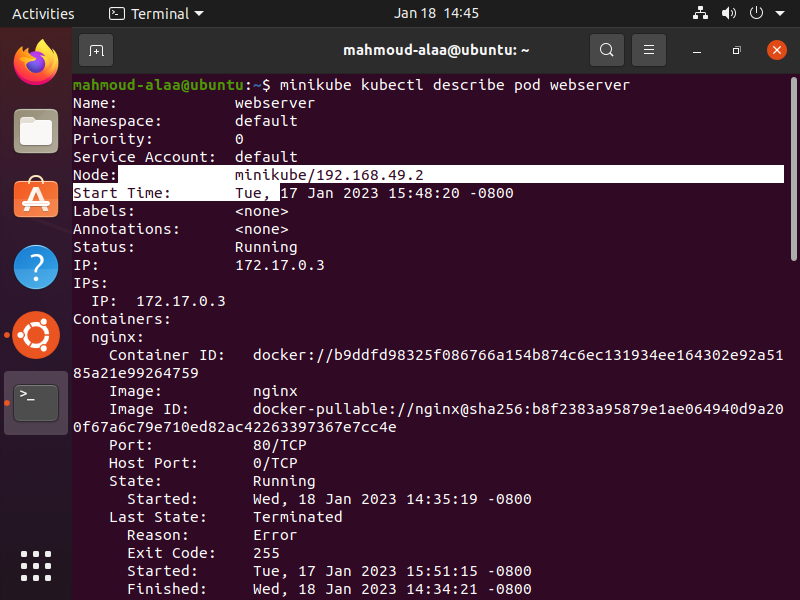 Activities
Terminal
Jan 18 14:45
mahmoud-alaa@ubuntu: ~
mahmoud-alaa@ubuntu:~$ minikube kubectl describe pod webserver
Name:             webserver
Namespace:        default
Priority:         0
Service Account:  default
Node:             minikube/192.168.49.2
Start Time:       Tue, 17 Jan 2023 15:48:20 -0800
Labels:           <none>
Annotations:      <none>
Status:           Running
IP:               172.17.0.3
IPs:
  IP:  172.17.0.3
Containers:
  nginx:
    Container ID:   docker://b9ddfd98325f086766a154b874c6ec131934ee164302e92a51
85a21e99264759
    Image:          nginx
    Image ID:       docker-pullable://nginx@sha256:b8f2383a95879e1ae064940d9a20
0f67a6c79e710ed82ac42263397367e7cc4e
    Port:           80/TCP
    Host Port:      0/TCP
    State:          Running
      Started:      Wed, 18 Jan 2023 14:35:19 -0800
    Last State:     Terminated
      Reason:       Error
      Exit Code:    255
      Started:      Tue, 17 Jan 2023 15:51:15 -0800
      Finished:     Wed, 18 Jan 2023 14:34:21 -0800